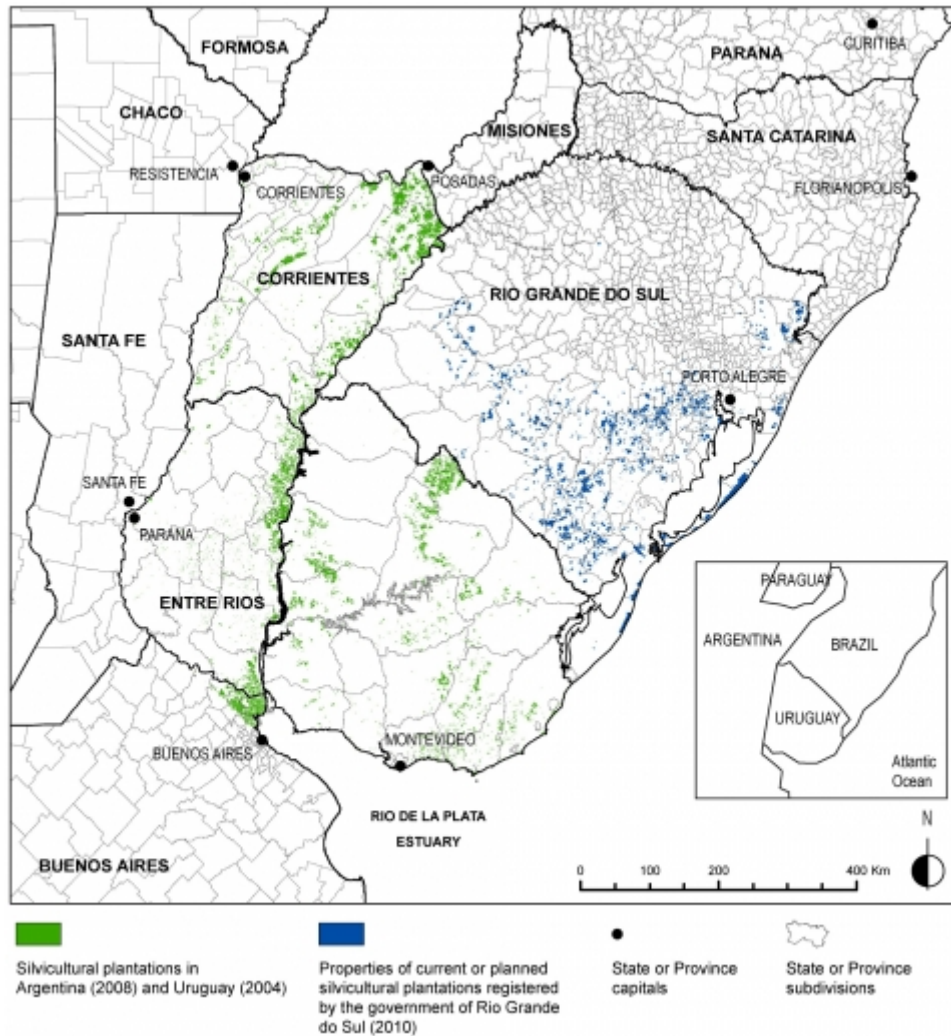 FORMOSA
PARANA
CURITIBA
CHACO
MISIONES
SANTA CATARINA
RESISTENCIA
CORRIENTES
POSADAS
FLORIANOPOLIS
CORRIENTES
RIO GRANDE DO SUL
SANTA FE
PORTO ALEGRE
SANTA FE
PARANA
ENTRE RIOS
PARAGUAY
ARGENTINA
BRAZIL
URUGUAY
MONTEVIDEO
BUENOS AIRES
Atlantic
Ocean
RIO DE LA PLATA
ESTUARY
N
BUENOS AIRES
0 100 200 400 Km
Silvicultural plantations in
Argentina (2008) and Uruguay (2004)
Properties of current or planned
silvicultural plantations registered
by the government of Rio Grande
do Sul (2010)
State or Province
capitals
State or Province
subdivisions